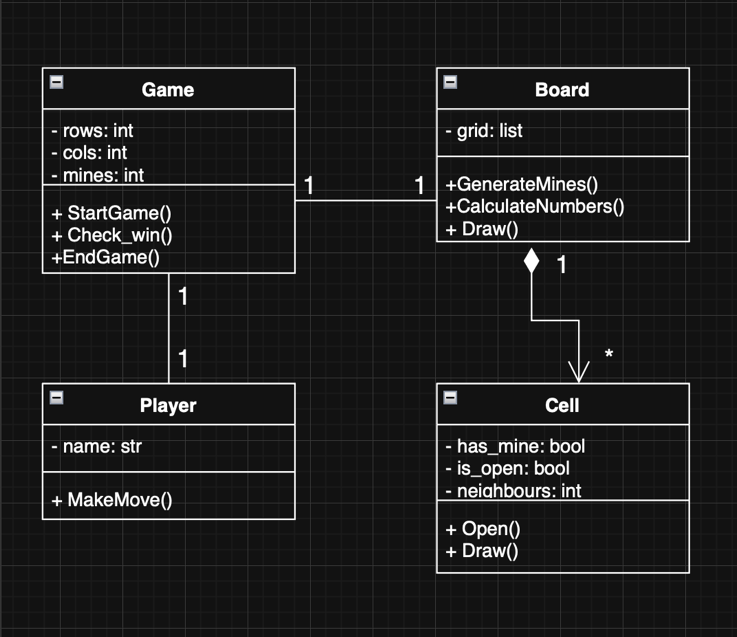 Game
- rows: int
- cols: int
- mines: int
+ StartGame()
+ Check_win()
+EndGame()
1
1
Board
- grid: list
+GenerateMines()
+CalculateNumbers()
+ Draw()
1
1
1
*
Player
- name: str
+ MakeMove()
Cell
- has_mine: bool
- is_open: bool
- neighbours: int
+ Open()
+ Draw()